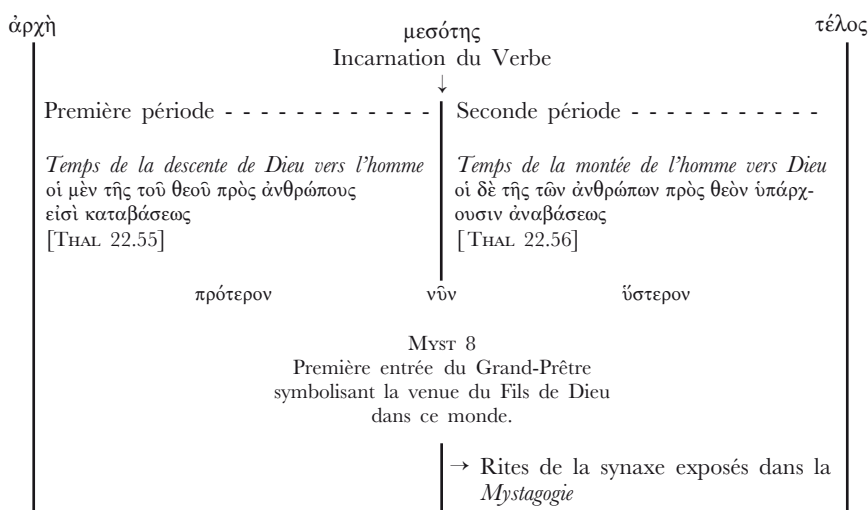 ἀρχὴ
μεσότης
τέλος
Incarnation du Verbe
↓
Première période - - - - - - - - - - - -
Temps de la descente de Dieu vers l'homme
οἱ μὲν τῆς τοῦ θεοῦ πρὸς ἀνθρώπους
εἰσὶ καταβάσεως
[THAL 22.55]
Seconde période - - - - - - - - - - -
Temps de la montée de l'homme vers Dieu
οἱ δὲ τῆς τῶν ἀνθρώπων πρὸς θεὸν ὑπάρχ-
ουσιν ἀναβάσεως
[THAL 22.56]
πρότερον
νῦν
ὕστερον
MYST 8
Première entrée du Grand-Prêtre
symbolisant la venue du Fils de Dieu
dans ce monde.
→ Rites de la synaxe exposés dans la
Mystagogie